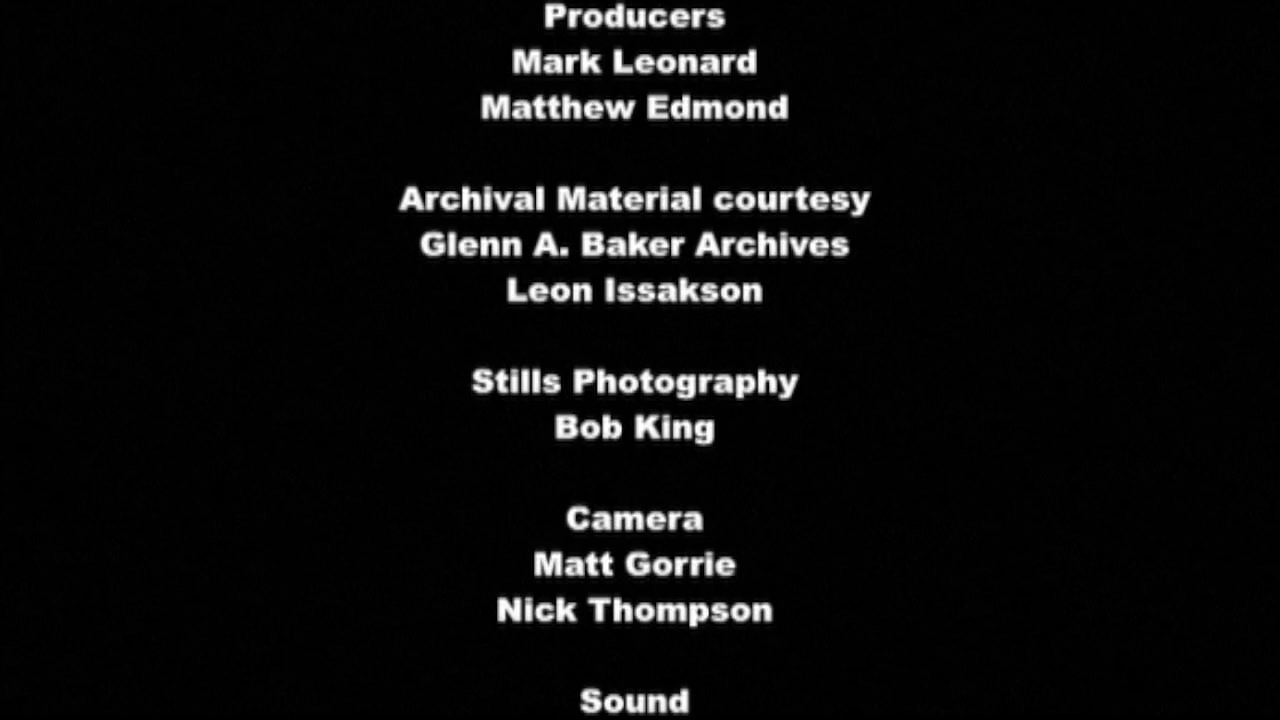 Producers
Mark Leonard
Matthew Edmond
Archival Material courtesy
Glenn A. Baker Archives
Leon Issakson
Stills Photography
Bob King
Camera
Matt Gorrie
Nick Thompson
Sound